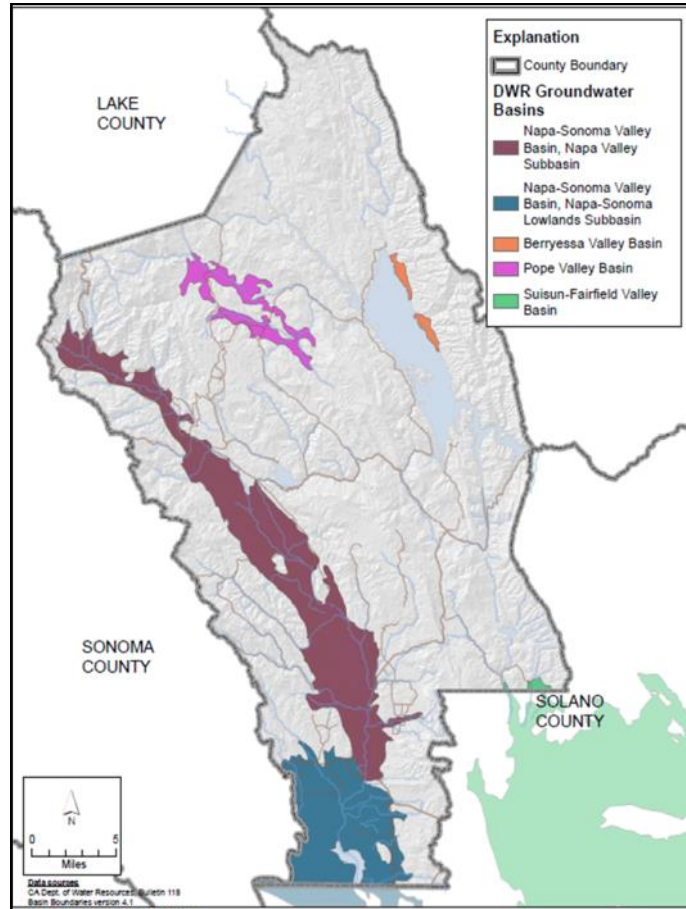 Explanation
County Boundary
DWR Groundwater
Basins
Napa-Sonoma Valley
Basin, Napa Valley
Subbasin
Napa-Sonoma Valley
Basin, Napa-Sonoma
Lowlands Subbasin
Berryessa Valley Basin
Pope Valley Basin
Suisun-Fairfield Valley
Basin
LAKE
COUNTY
SONOMA
COUNTY
SOLANO
COUNTY
N
0 5
Miles
Data sources
CA Dept. of Water Resources, Bulletin 118
Basin Boundaries version 4.1